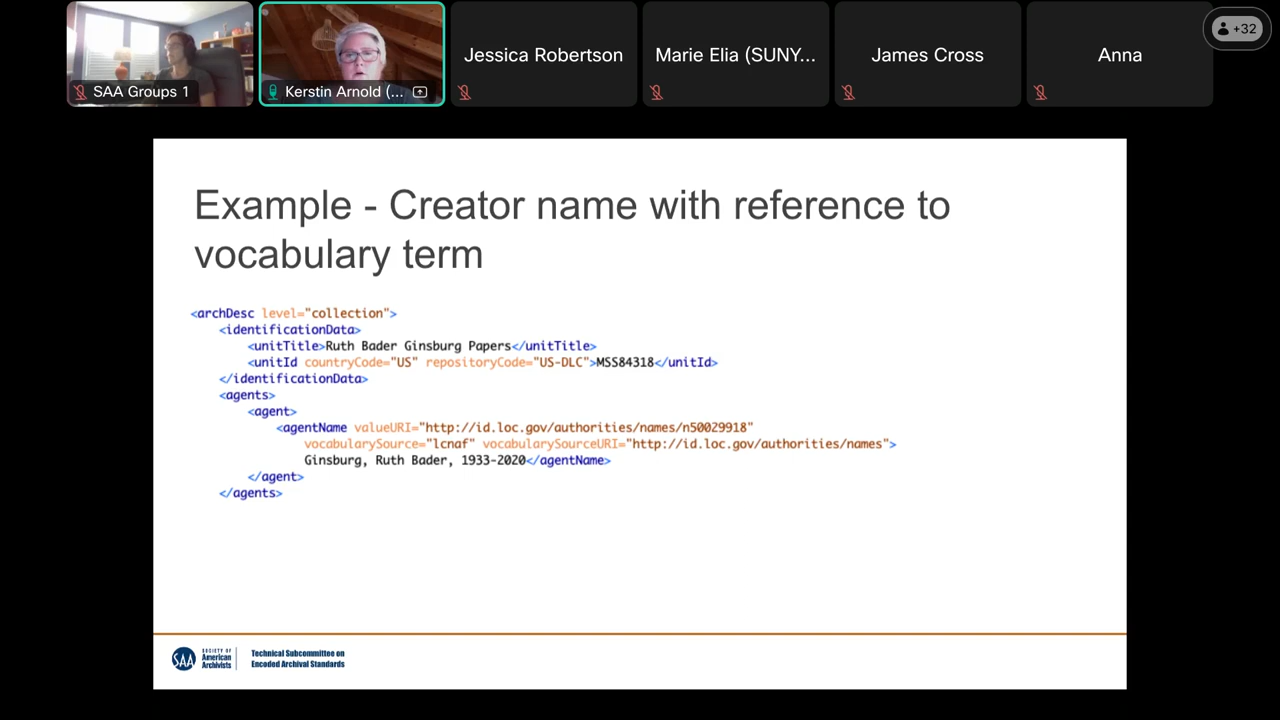 SAA Groups 1
Kerstin Arnold (...
Jessica Robertson
Marie Elia (SUNY...
James Cross
Anna
+32
Example - Creator name with reference to
vocabulary term
<archDesc level="collection">
<identificationData>
<unitTitle>Ruth Bader Ginsburg Papers</unitTitle>
<unitId countryCode="US" repositoryCode="US-DLC">MSS84318</unitId>
</identificationData>
<agents>
<agent>
<agentName valueURI="http://id.loc.gov/authorities/names/n50029918"
vocabularySource="lcnaf" vocabularySourceURI="http://id.loc.gov/authorities/names">
Ginsburg, Ruth Bader, 1933-2020</agentName>
</agent>
</agents>
SAA
SOCIETY OF
American
Archivists
Technical Subcommittee on
Encoded Archival Standards